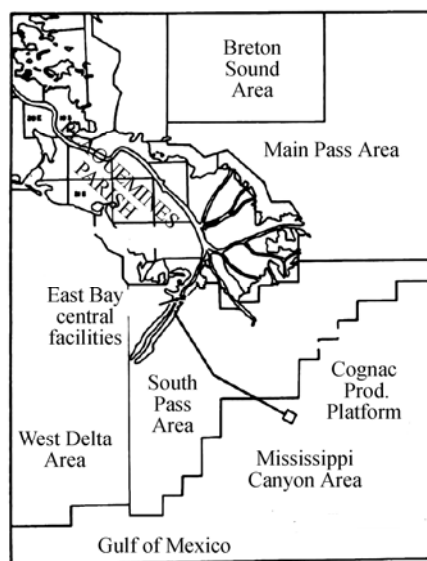 Breton
Sound
Area
Main Pass Area
QUEMINES
PARISH
East Bay
central
facilities
South
Pass
Area
Cognac
Prod.
Platform
West Delta
Area
Mississippi
Canyon Area
Gulf of Mexico